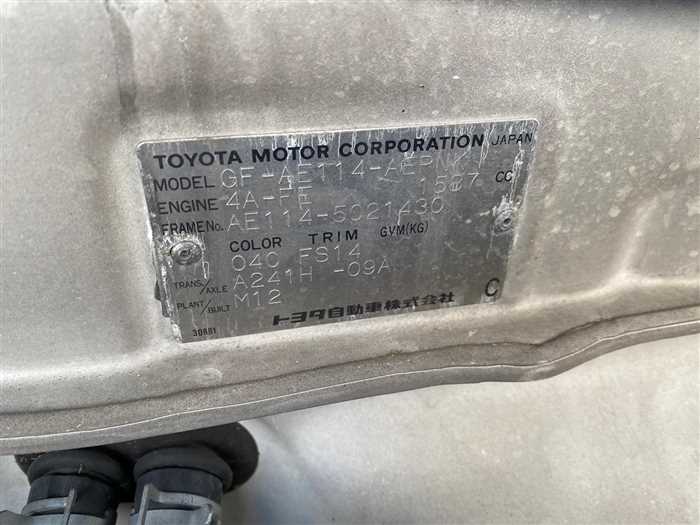 TOYOTA MOTOR CORPORATION JAPAN
MODEL GF-AE114-AEPNK
ENGINE 4A-FE 1587 CC
FRAME No. AE114-5021430
COLOR TRIM GVM(KG)
040 FS14
TRANS./AXLE A241H -09A
PLANT/BUILT M12
トヨタ自動車株式会社 C
30881